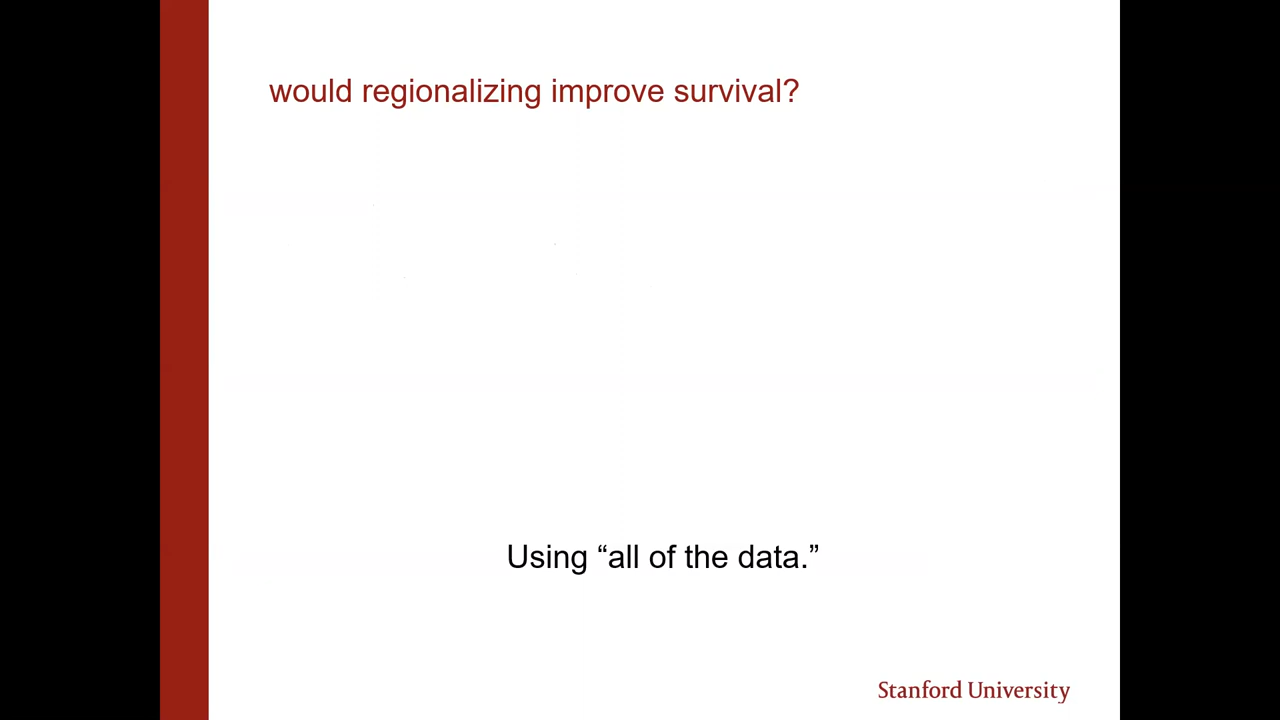 would regionalizing improve survival?
Using “all of the data.”
Stanford University